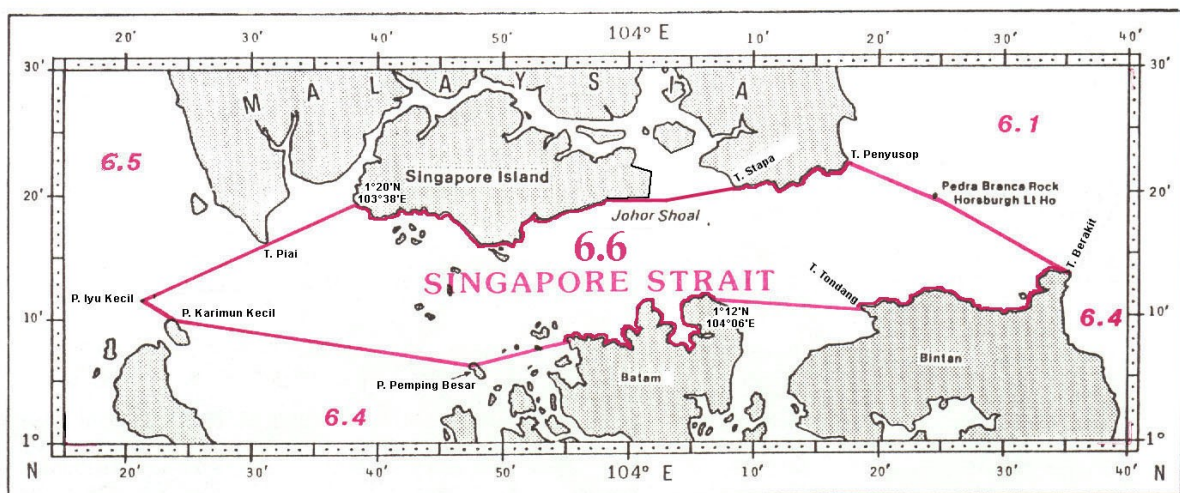 20' 30' 40' 50' 104° E 10' 20' 30' 40'
30' 30'
M A L A Y S I A
6.1
6.5
T. Penyusop
T. Stapa
Singapore Island
1°20'N
103°38'E
Pedra Branca Rock
Horsburgh Lt Ho
20' 20'
Johor Shoal
T. Piai
6.6
SINGAPORE STRAIT
T. Berakit
T. Tondang
P. Iyu Kecil
P. Karimun Kecil
1°12'N
104°06'E
10' 10'
6.4
Bintan
Batam
P. Pemping Besar
6.4
1° 1°
N 20' 30' 40' 50' 104° E 10' 20' 30' 40' N